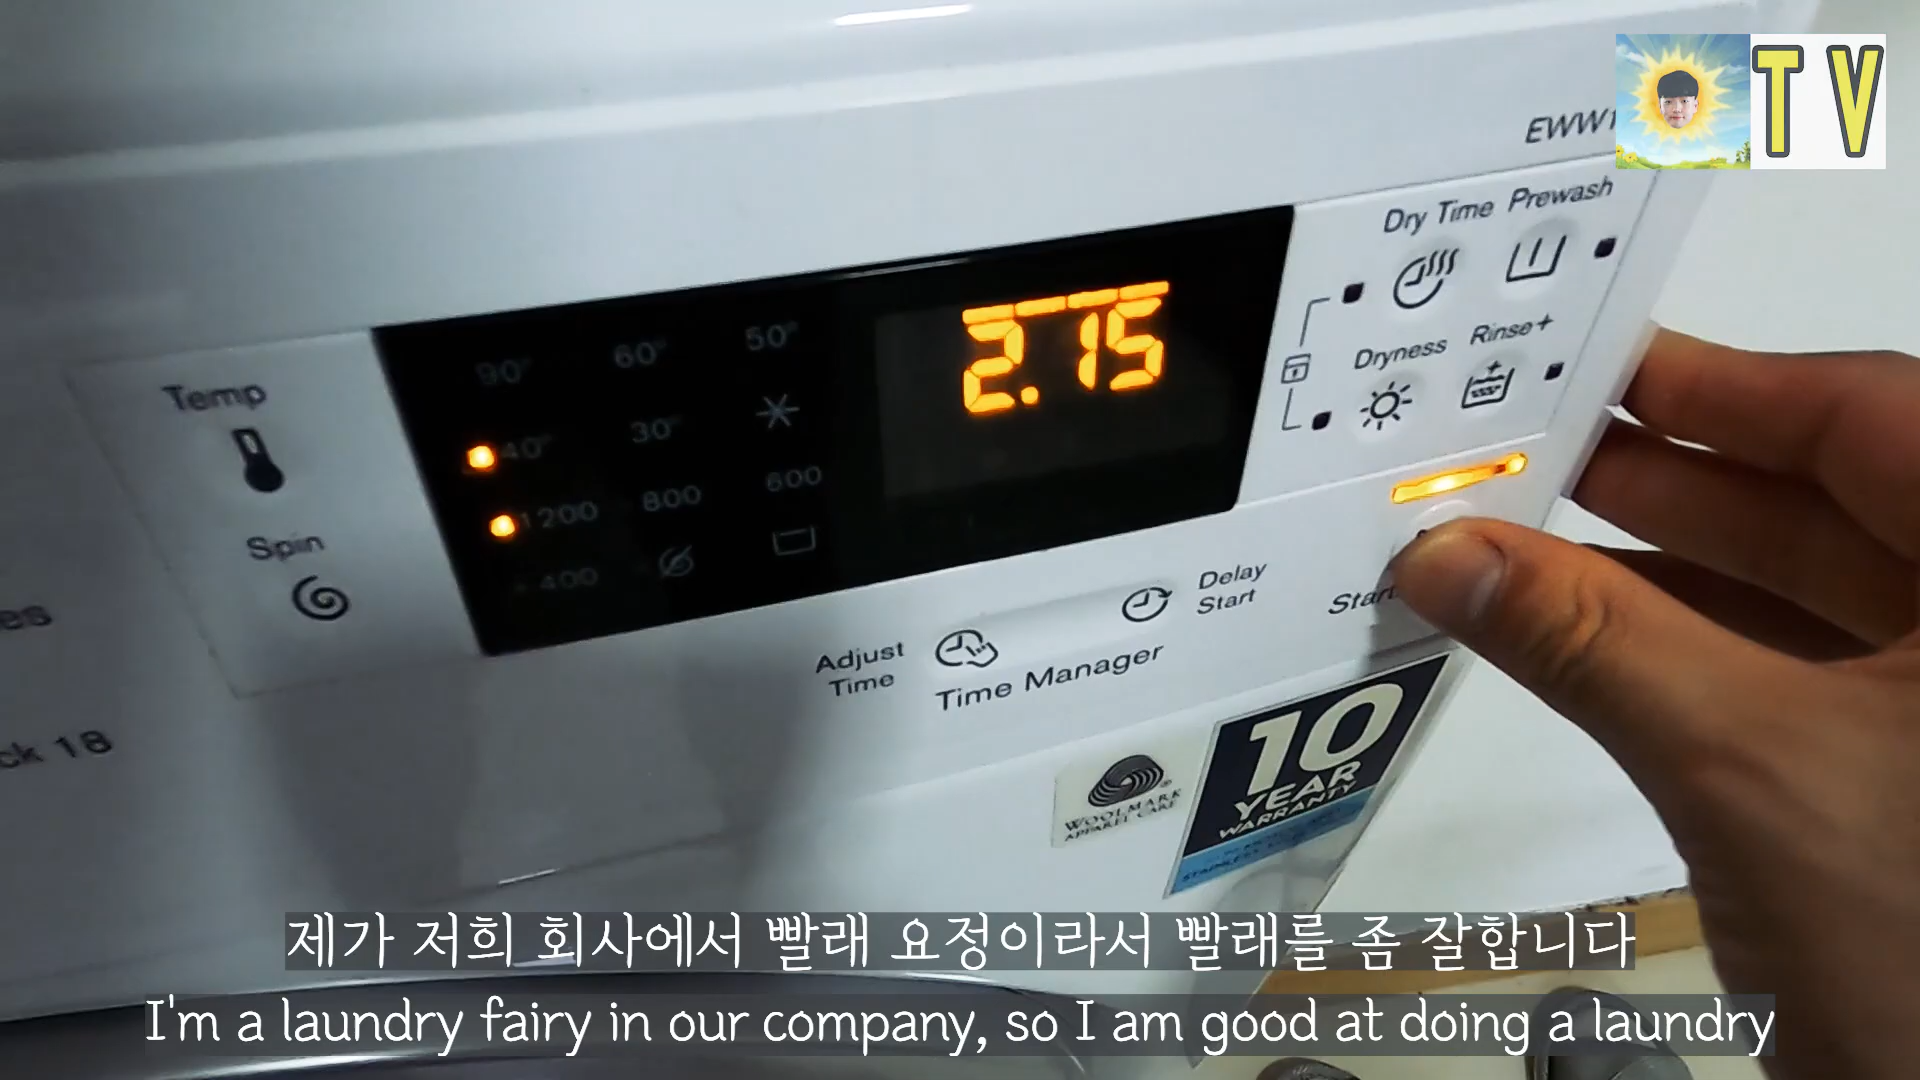 TV
EWW1
Dry Time Prewash
Dryness Rinse+
Temp
Spin
90° 60° 50°
40° 30°
1200 800 600
400
2.15
Delay
Start
Adjust
Time
Time Manager
Start
es
ck 18
WOOLMARK
APPAREL CARE
10
YEAR
WARRANTY
제가 저희 회사에서 빨래 요정이라서 빨래를 좀 잘합니다
I'm a laundry fairy in our company, so I am good at doing a laundry